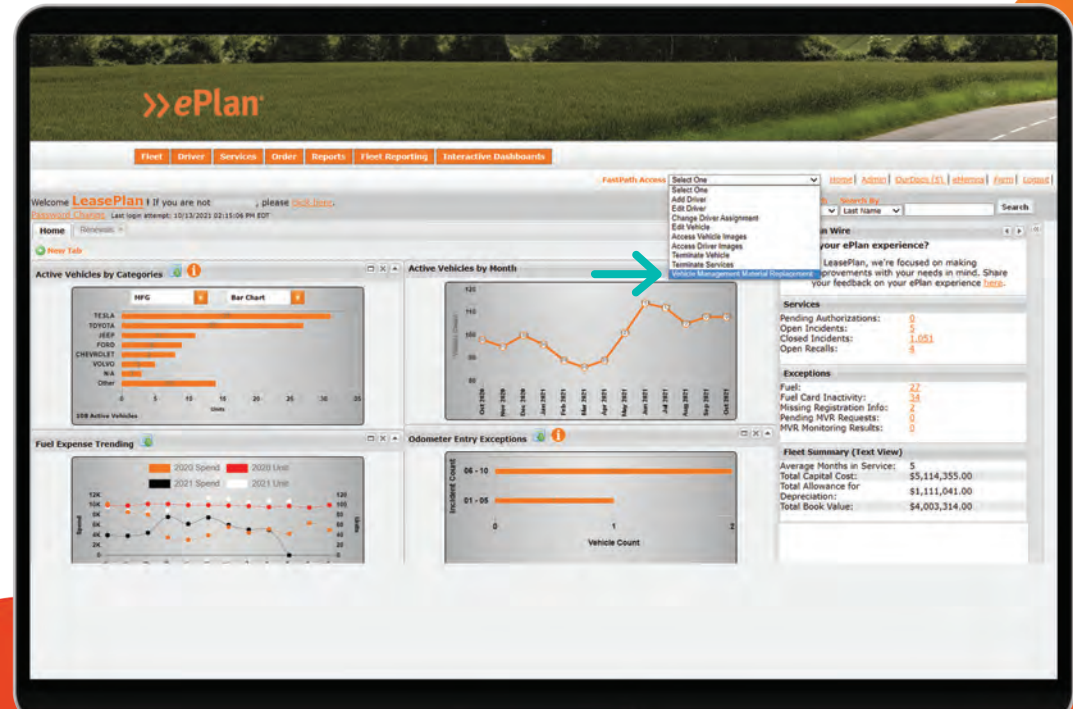 >>ePlan
Fleet Driver Services Order Reports Fleet Reporting Interactive Dashboards
FastPath Access Select One
Home | Admin | OurDocs (5) | eMemos | Form | Logout |
Select One
Add Driver
Edit Driver
Change Driver Assignment
Edit Vehicle
Access Vehicle Images
Access Driver Images
Terminate Vehicle
Terminate Services
Vehicle Management Material Replacement
Search By
Last Name
Search
Welcome LeasePlan ! If you are not , please click here.
Password Change Last login attempt: 10/13/2021 02:15:06 PM EDT
Home Renewals
New Tab
Active Vehicles by Categories
MFG Bar Chart
TESLA
TOYOTA
JEEP
FORD
CHEVROLET
VOLVO
N/A
Other
0 5 10 15 20 25 30 35
Units
108 Active Vehicles
Active Vehicles by Month
Vehicle Count
120
110
100
90
80
Oct 2020 Nov 2020 Dec 2020 Jan 2021 Feb 2021 Mar 2021 Apr 2021 May 2021 Jun 2021 Jul 2021 Aug 2021 Sep 2021 Oct 2021
Wire
your ePlan experience?
LeasePlan, we're focused on making
improvements with your needs in mind. Share
your feedback on your ePlan experience here.
Services
Pending Authorizations: 0
Open Incidents: 5
Closed Incidents: 1,051
Open Recalls: 4
Exceptions
Fuel: 27
Fuel Card Inactivity: 34
Missing Registration Info: 2
Pending MVR Requests: 0
MVR Monitoring Results: 0
Fleet Summary (Text View)
Average Months in Service: 5
Total Capital Cost: $5,114,355.00
Total Allowance for
Depreciation: $1,111,041.00
Total Book Value: $4,003,314.00
Fuel Expense Trending
2020 Spend 2020 Unit
2021 Spend 2021 Unit
Spend
12K
10K
8K
6K
4K
2K
0
120
100
80
60
40
20
0
Units
Odometer Entry Exceptions
Incident Count
06 - 10
01 - 05
0 1 2
Vehicle Count